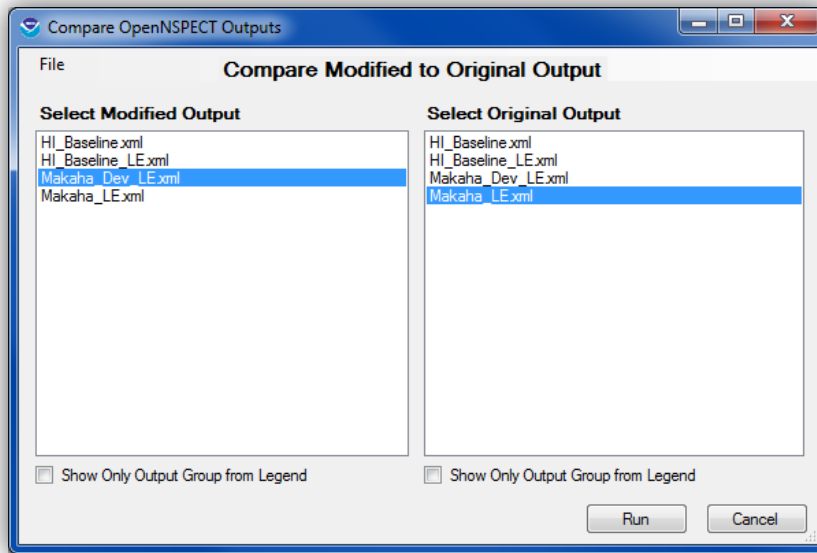 Compare OpenNSPECT Outputs
File
Compare Modified to Original Output
Select Modified Output
HI_Baseline.xml
HI_Baseline_LE.xml
Makaha_Dev_LE.xml
Makaha_LE.xml
Show Only Output Group from Legend
Select Original Output
HI_Baseline.xml
HI_Baseline_LE.xml
Makaha_Dev_LE.xml
Makaha_LE.xml
Show Only Output Group from Legend
Run
Cancel